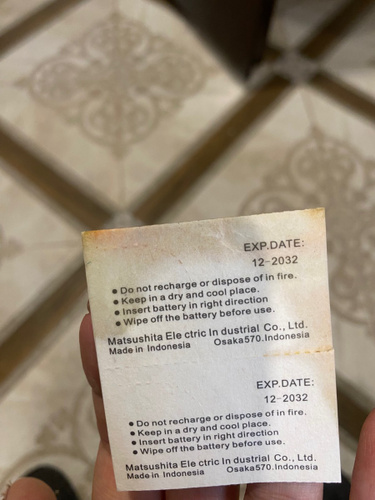 EXP.DATE:
12-2032
● Do not recharge or dispose of in fire.
● Keep in a dry and cool place.
● Insert battery in right direction
● Wipe off the battery before use.
Matsushita Ele ctric In dustrial Co., Ltd.
Made in Indonesia Osaka570.Indonesia
EXP.DATE:
12-2032
● Do not recharge or dispose of in fire.
● Keep in a dry and cool place.
● Insert battery in right direction
● Wipe off the battery before use.
Matsushita Ele ctric In dustrial Co., Ltd.
Made in Indonesia Osaka570.Indonesia